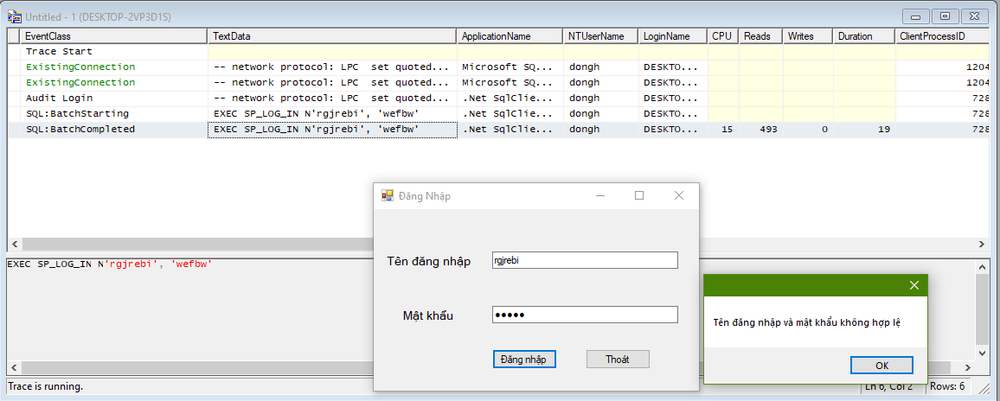 Untitled - 1 (DESKTOP-2VP3D1S)
EventClass TextData ApplicationName NTUserName LoginName CPU Reads Writes Duration ClientProcessID
Trace Start
ExistingConnection -- network protocol: LPC set quoted... Microsoft SQ... dongh DESKTO... 1204
ExistingConnection -- network protocol: LPC set quoted... Microsoft SQ... dongh DESKTO... 1204
Audit Login -- network protocol: LPC set quoted... .Net SqlClie... dongh DESKTO... 728
SQL:BatchStarting EXEC SP_LOG_IN N'rgjrebi', 'wefbw' .Net SqlClie... dongh DESKTO... 728
SQL:BatchCompleted EXEC SP_LOG_IN N'rgjrebi', 'wefbw' .Net SqlClie... dongh DESKTO... 15 493 0 19 728
EXEC SP_LOG_IN N'rgjrebi', 'wefbw'
Đăng Nhập
Tên đăng nhập rgjrebi
Mật khẩu •••••
Đăng nhập Thoát
Tên đăng nhập và mật khẩu không hợp lệ
OK
Trace is running. Ln 6, Col 2 Rows: 6